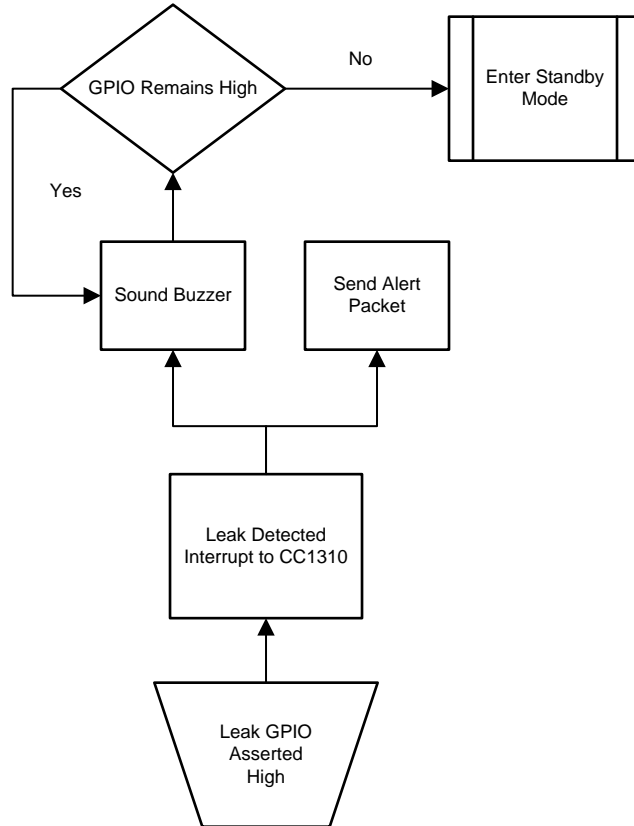 GPIO Remains High
No
Enter Standby
Mode
Yes
Sound Buzzer
Send Alert
Packet
Leak Detected
Interrupt to CC1310
Leak GPIO
Asserted
High